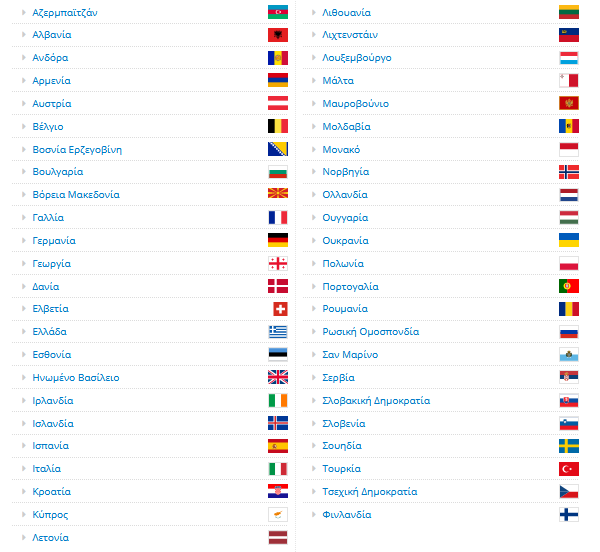 Αζερμπαϊτζάν
Αλβανία
Ανδόρα
Αρμενία
Αυστρία
Βέλγιο
Βοσνία Ερζεγοβίνη
Βουλγαρία
Βόρεια Μακεδονία
Γαλλία
Γερμανία
Γεωργία
Δανία
Ελβετία
Ελλάδα
Εσθονία
Ηνωμένο Βασίλειο
Ιρλανδία
Ισλανδία
Ισπανία
Ιταλία
Κροατία
Κύπρος
Λετονία
Λιθουανία
Λιχτενστάιν
Λουξεμβούργο
Μάλτα
Μαυροβούνιο
Μολδαβία
Μονακό
Νορβηγία
Ολλανδία
Ουγγαρία
Ουκρανία
Πολωνία
Πορτογαλία
Ρουμανία
Ρωσική Ομοσπονδία
Σαν Μαρίνο
Σερβία
Σλοβακική Δημοκρατία
Σλοβενία
Σουηδία
Τουρκία
Τσεχική Δημοκρατία
Φινλανδία